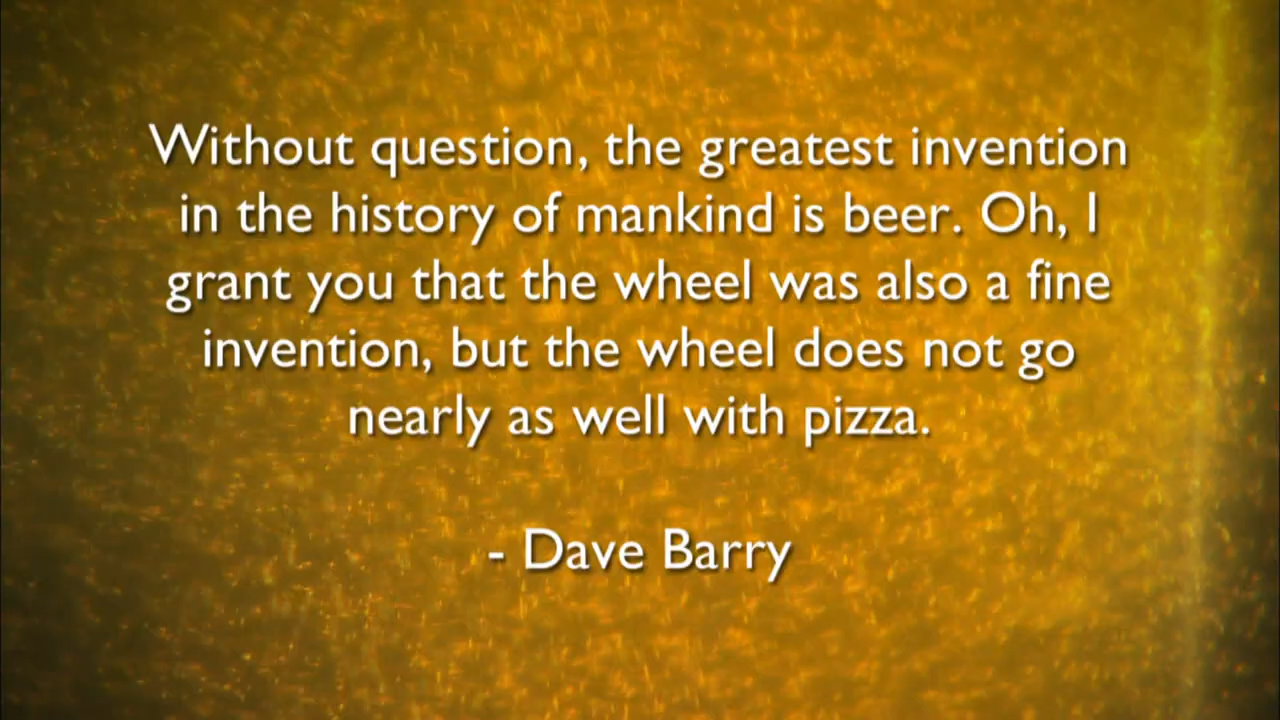 Without question, the greatest invention
in the history of mankind is beer. Oh, I
grant you that the wheel was also a fine
invention, but the wheel does not go
nearly as well with pizza.
- Dave Barry